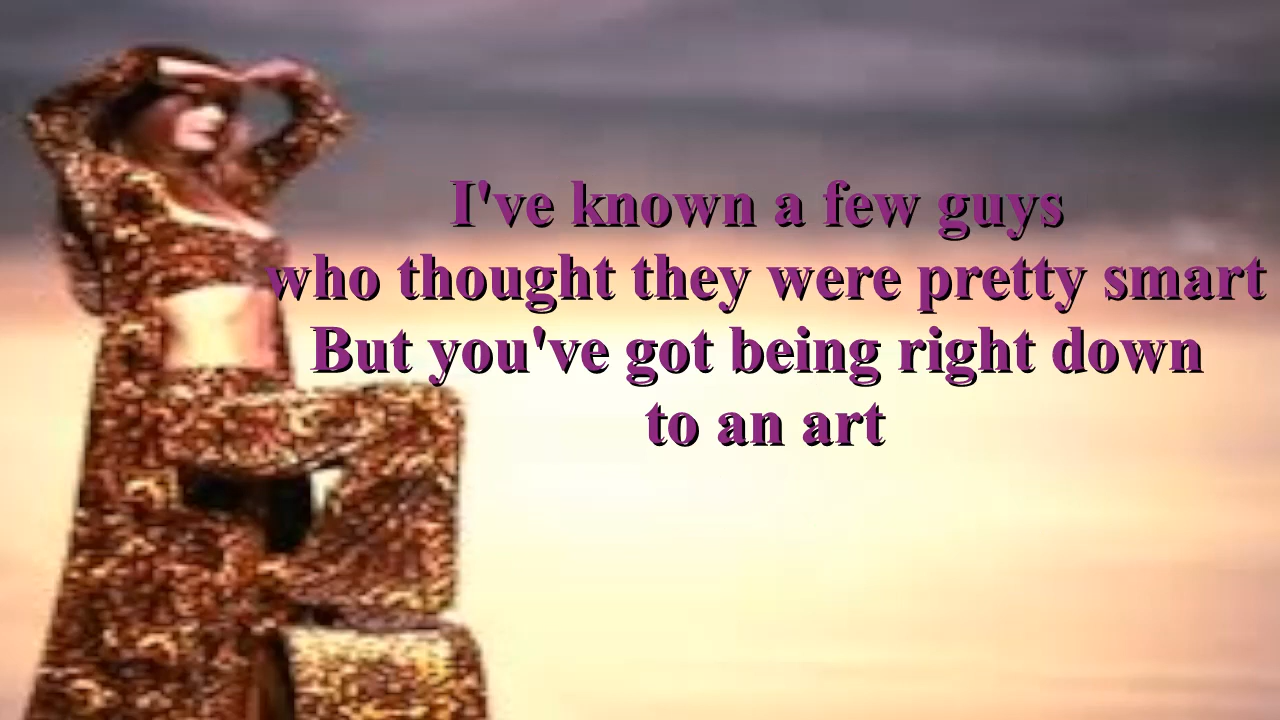 I've known a few guys
who thought they were pretty smart
But you've got being right down
to an art